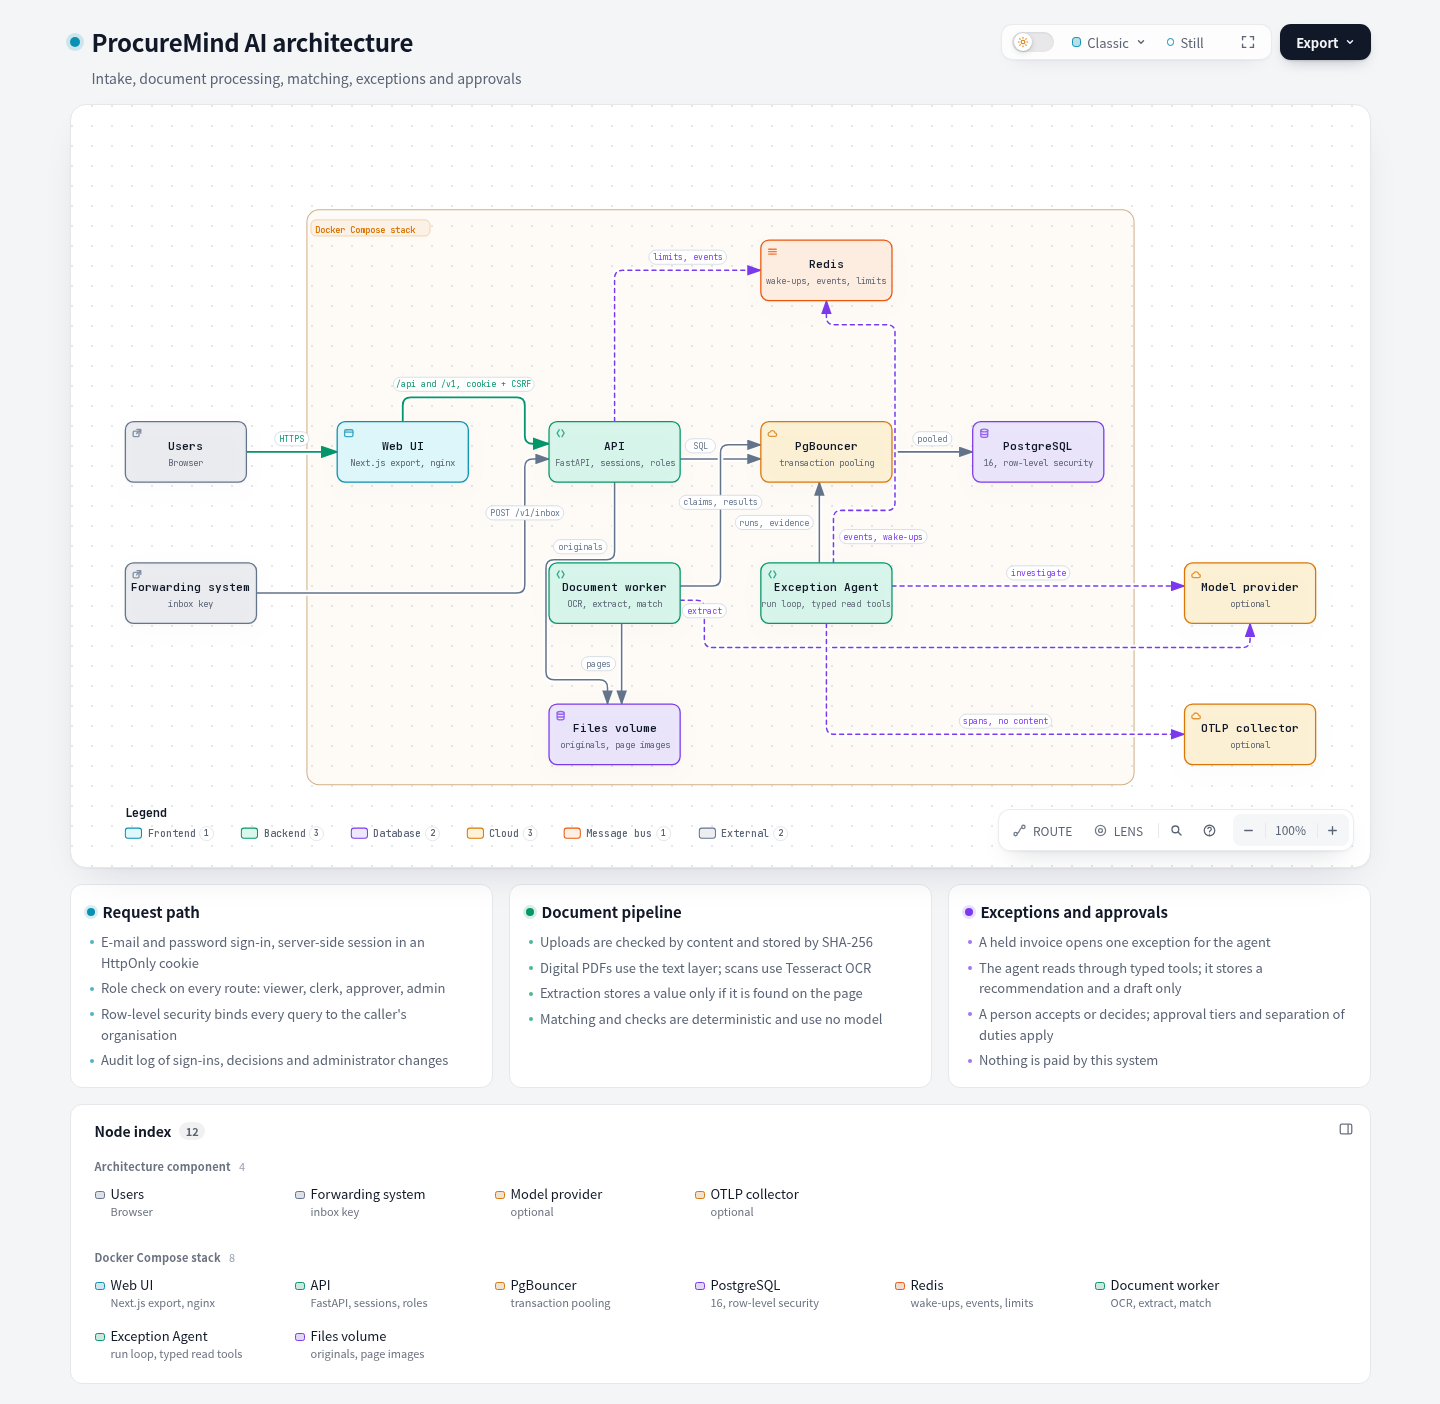 ProcureMind AI architecture
Intake, document processing, matching, exceptions and approvals
Classic
Still
Export
Docker Compose stack
limits, events
Redis
wake-ups, events, limits
/api and /v1, cookie + CSRF
Users
Browser
HTTPS
Web UI
Next.js export, nginx
API
FastAPI, sessions, roles
SQL
PgBouncer
transaction pooling
pooled
PostgreSQL
16, row-level security
POST /v1/inbox
claims, results
runs, evidence
originals
events, wake-ups
Forwarding system
inbox key
Document worker
OCR, extract, match
extract
Exception Agent
run loop, typed read tools
investigate
Model provider
optional
pages
Files volume
originals, page images
spans, no content
OTLP collector
optional
Legend
Frontend 1
Backend 3
Database 2
Cloud 3
Message bus 1
External 2
ROUTE
LENS
100%
Request path
E-mail and password sign-in, server-side session in an
HttpOnly cookie
Role check on every route: viewer, clerk, approver, admin
Row-level security binds every query to the caller's
organisation
Audit log of sign-ins, decisions and administrator changes
Document pipeline
Uploads are checked by content and stored by SHA-256
Digital PDFs use the text layer; scans use Tesseract OCR
Extraction stores a value only if it is found on the page
Matching and checks are deterministic and use no model
Exceptions and approvals
A held invoice opens one exception for the agent
The agent reads through typed tools; it stores a
recommendation and a draft only
A person accepts or decides; approval tiers and separation of
duties apply
Nothing is paid by this system
Node index 12
Architecture component 4
Users
Browser
Forwarding system
inbox key
Model provider
optional
OTLP collector
optional
Docker Compose stack 8
Web UI
Next.js export, nginx
API
FastAPI, sessions, roles
PgBouncer
transaction pooling
PostgreSQL
16, row-level security
Redis
wake-ups, events, limits
Document worker
OCR, extract, match
Exception Agent
run loop, typed read tools
Files volume
originals, page images